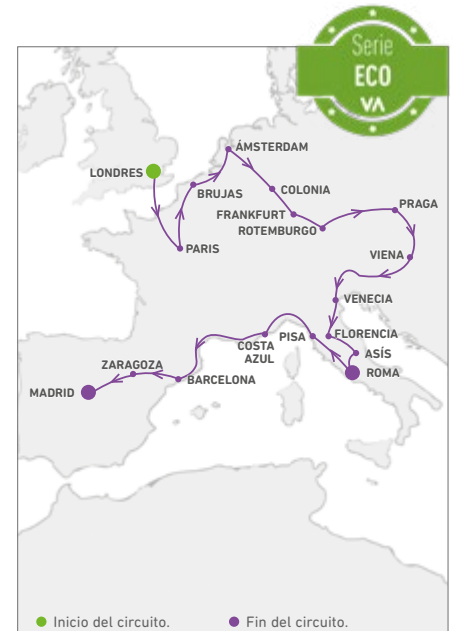 Serie
ECO
VA
ÁMSTERDAM
LONDRES
COLONIA
BRUJAS
PRAGA
FRANKFURT
ROTEMBURGO
PARIS
VIENA
VENECIA
FLORENCIA
PISA
COSTA
AZUL
ASÍS
ZARAGOZA
ROMA
BARCELONA
MADRID
Inicio del circuito.
Fin del circuito.